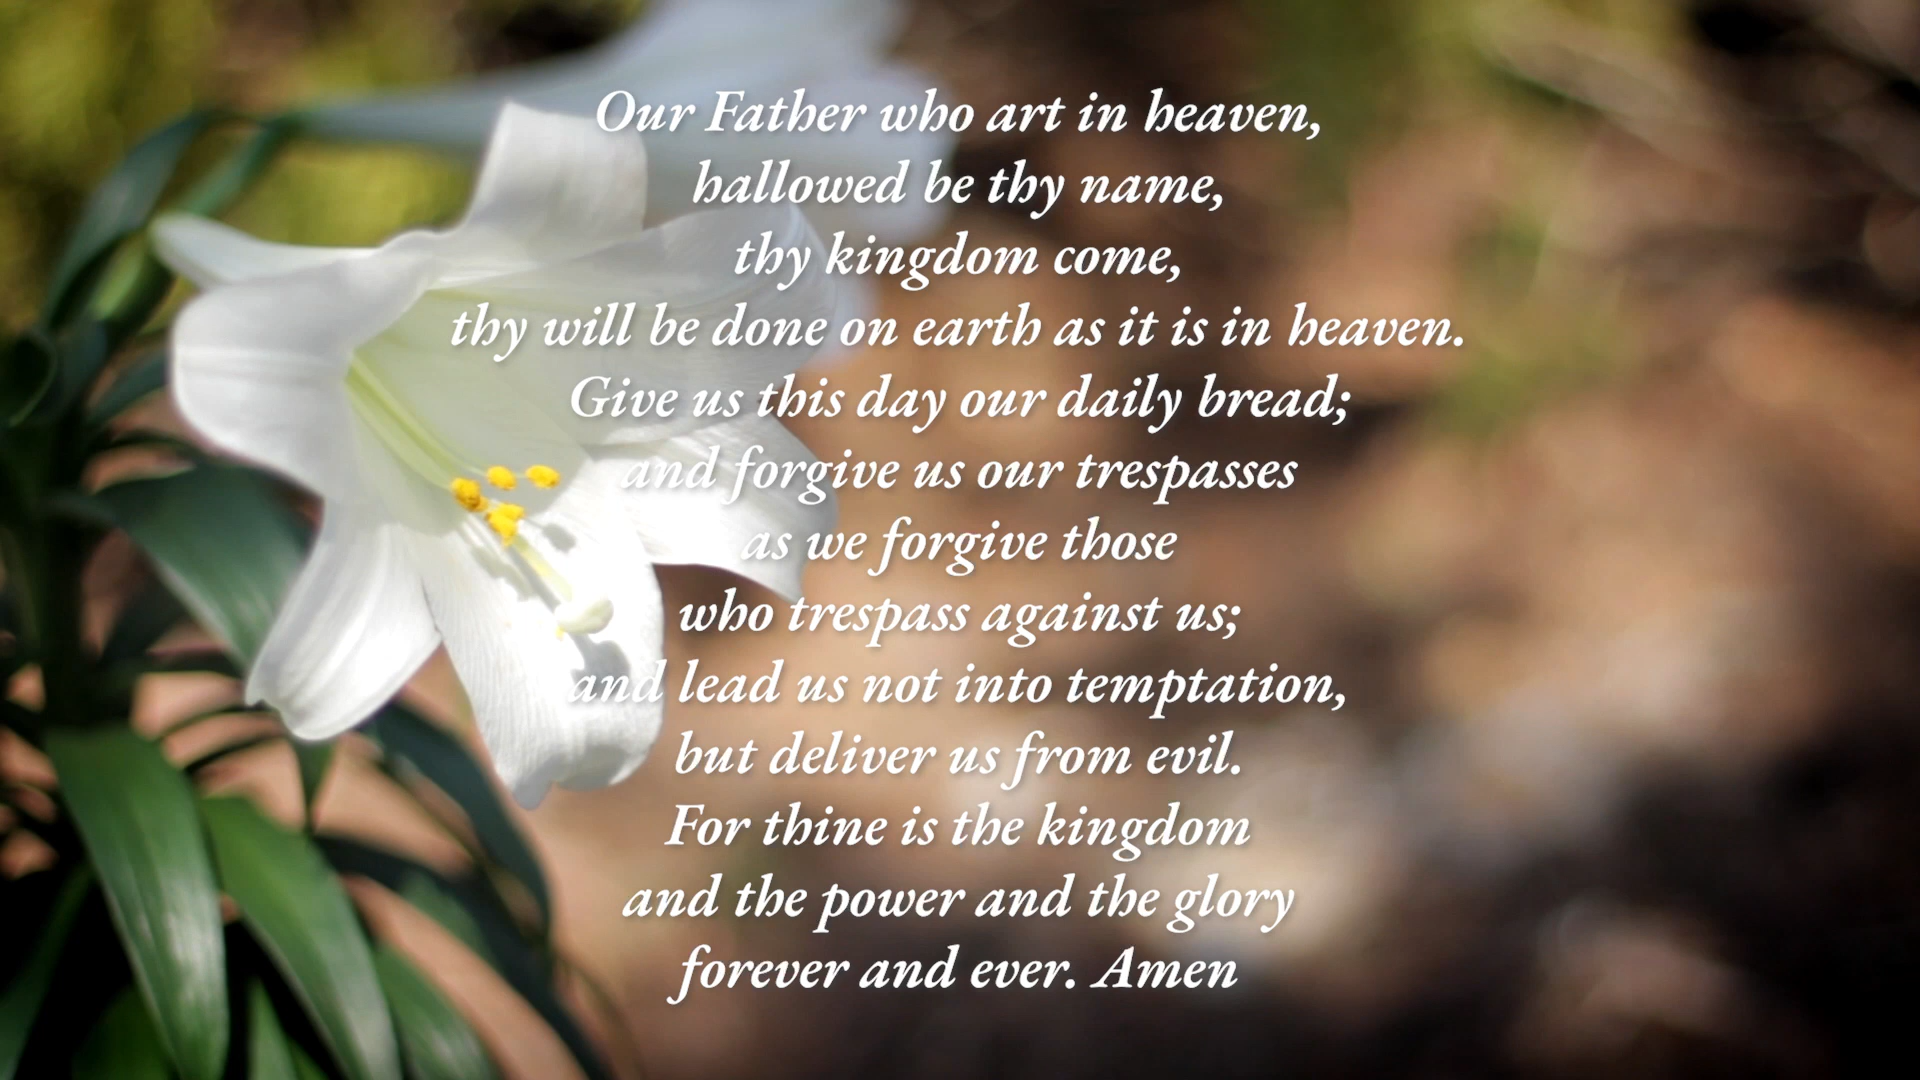 Our Father who art in heaven,
hallowed be thy name,
thy kingdom come,
thy will be done on earth as it is in heaven.
Give us this day our daily bread;
and forgive us our trespasses
as we forgive those
who trespass against us;
and lead us not into temptation,
but deliver us from evil.
For thine is the kingdom
and the power and the glory
forever and ever. Amen